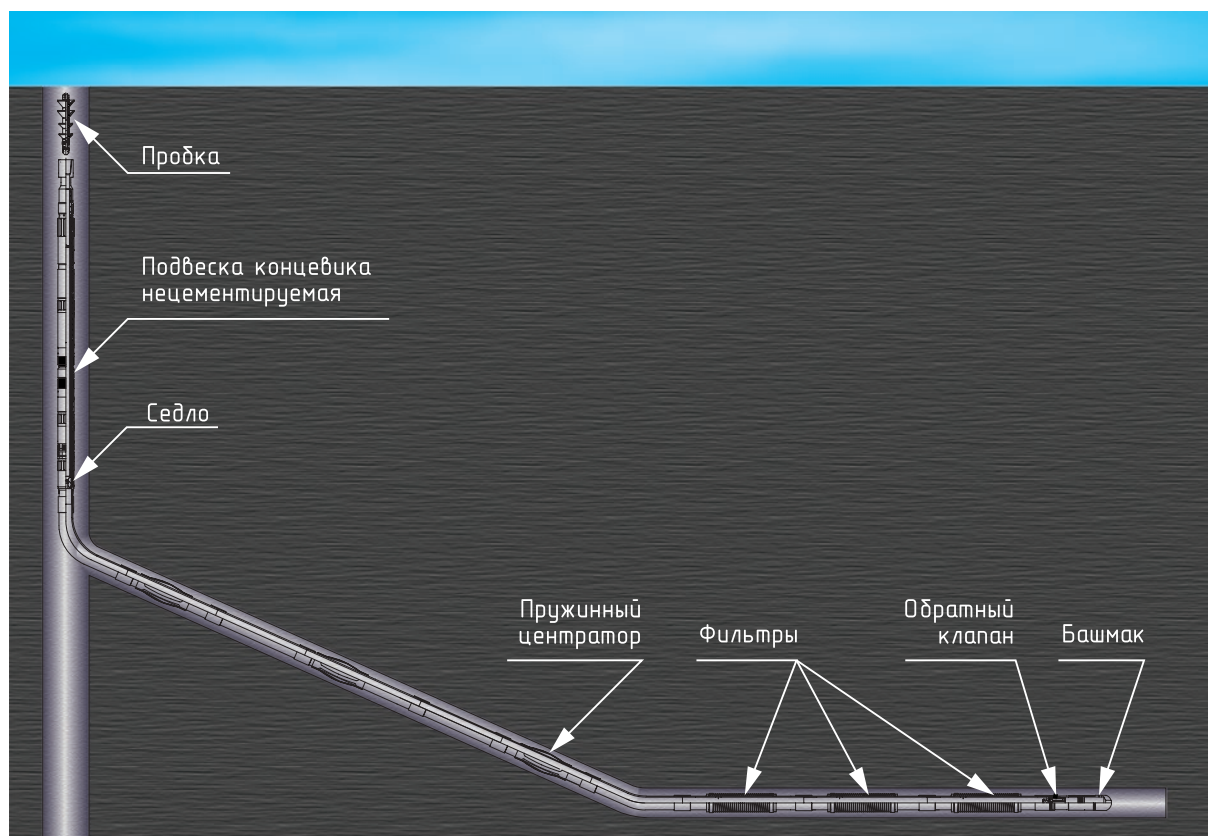 Пробка
Подвеска концевика
нецементируемая
Седло
Пружинный
центратор
Фильтры
Обратный
клапан
Башмак